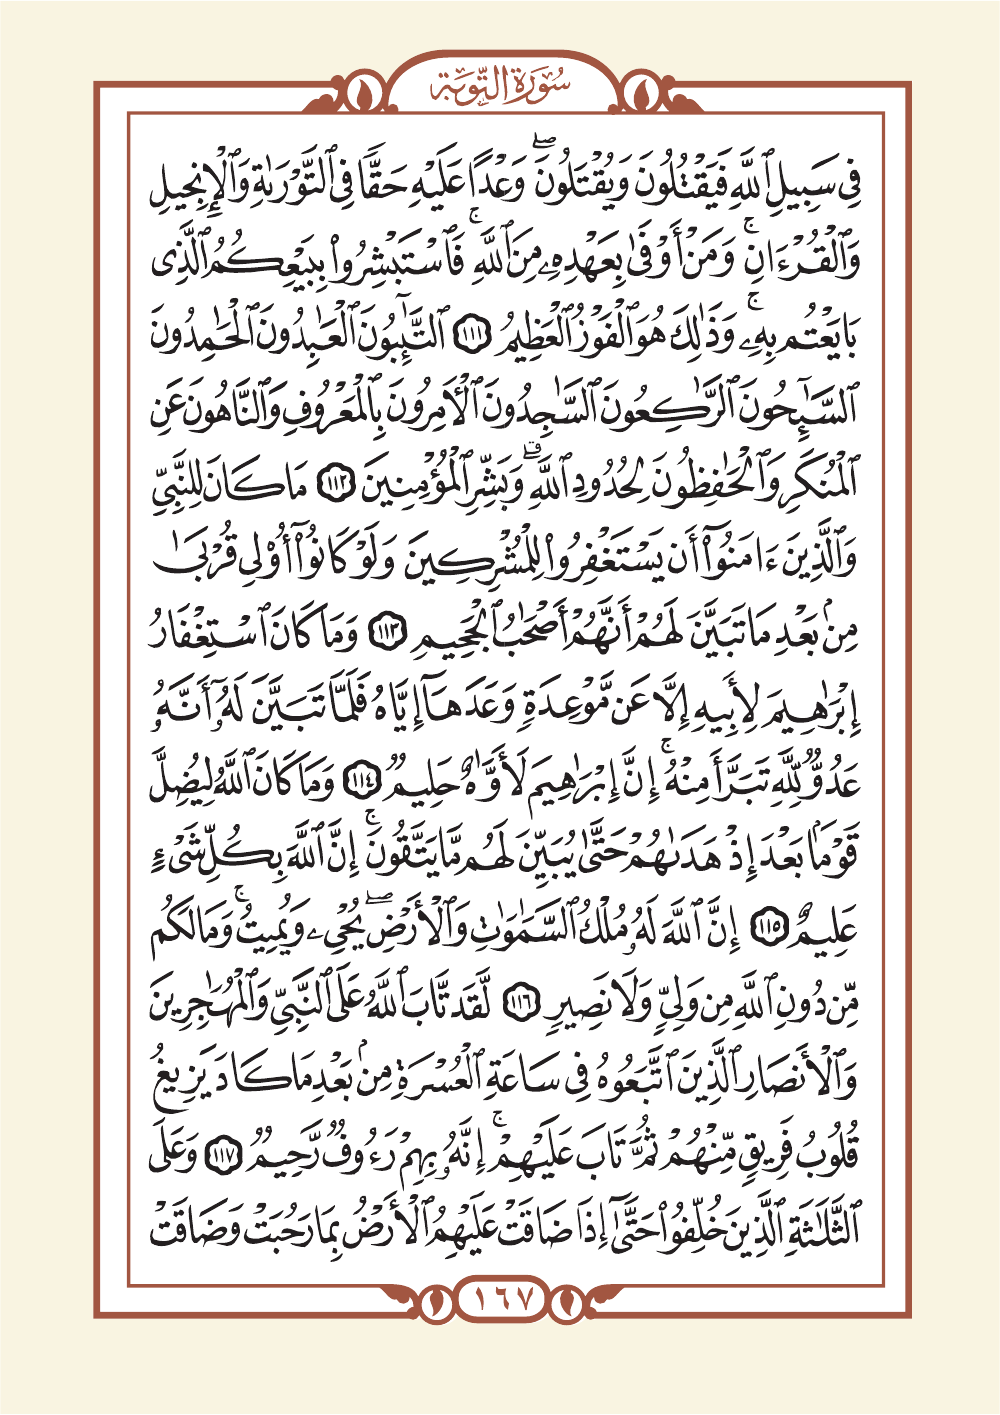 سُورَةُ التَّوبَة
فِي سَبِيلِ ٱللَّهِ فَيَقْتُلُونَ وَيُقْتَلُونَۖ وَعْدًا عَلَيْهِ حَقًّا فِي ٱلتَّوْرَىٰةِ وَٱلْإِنجِيلِ
وَٱلْقُرْءَانِۚ وَمَنْ أَوْفَىٰ بِعَهْدِهِۦ مِنَ ٱللَّهِۚ فَٱسْتَبْشِرُوا۟ بِبَيْعِكُمُ ٱلَّذِى
بَايَعْتُم بِهِۦۚ وَذَٰلِكَ هُوَ ٱلْفَوْزُ ٱلْعَظِيمُ ١١١ ٱلتَّٰٓئِبُونَ ٱلْعَٰبِدُونَ ٱلْحَٰمِدُونَ
ٱلسَّٰٓئِحُونَ ٱلرَّٰكِعُونَ ٱلسَّٰجِدُونَ ٱلْءَامِرُونَ بِٱلْمَعْرُوفِ وَٱلنَّاهُونَ عَنِ
ٱلْمُنكَرِ وَٱلْحَٰفِظُونَ لِحُدُودِ ٱللَّهِۗ وَبَشِّرِ ٱلْمُؤْمِنِينَ ١١٢ مَا كَانَ لِلنَّبِيِّ
وَٱلَّذِينَ ءَامَنُوٓا۟ أَن يَسْتَغْفِرُوا۟ لِلْمُشْرِكِينَ وَلَوْ كَانُوٓا۟ أُو۟لِي قُرْبَىٰ
مِنۢ بَعْدِ مَا تَبَيَّنَ لَهُمْ أَنَّهُمْ أَصْحَٰبُ ٱلْجَحِيمِ ١١٣ وَمَا كَانَ ٱسْتِغْفَارُ
إِبْرَٰهِيمَ لِأَبِيهِ إِلَّا عَن مَّوْعِدَةٍ وَعَدَهَآ إِيَّاهُ فَلَمَّا تَبَيَّنَ لَهُۥٓ أَنَّهُۥ
عَدُوٌّ لِّلَّهِ تَبَرَّأَ مِنْهُۚ إِنَّ إِبْرَٰهِيمَ لَأَوَّٰهٌ حَلِيمٌ ١١٤ وَمَا كَانَ ٱللَّهُ لِيُضِلَّ
قَوْمًۢا بَعْدَ إِذْ هَدَىٰهُمْ حَتَّىٰ يُبَيِّنَ لَهُم مَّا يَتَّقُونَۚ إِنَّ ٱللَّهَ بِكُلِّ شَىْءٍ
عَلِيمٌ ١١٥ إِنَّ ٱللَّهَ لَهُۥ مُلْكُ ٱلسَّمَٰوَٰتِ وَٱلْأَرْضِۖ يُحْىِۦ وَيُمِيتُۚ وَمَا لَكُم
مِّن دُونِ ٱللَّهِ مِن وَلِيٍّ وَلَا نَصِيرٍ ١١٦ لَّقَد تَّابَ ٱللَّهُ عَلَى ٱلنَّبِيِّ وَٱلْمُهَٰجِرِينَ
وَٱلْأَنصَارِ ٱلَّذِينَ ٱتَّبَعُوهُ فِي سَاعَةِ ٱلْعُسْرَةِ مِنۢ بَعْدِ مَا كَادَ يَزِيغُ
قُلُوبُ فَرِيقٍ مِّنْهُمْ ثُمَّ تَابَ عَلَيْهِمْۚ إِنَّهُۥ بِهِمْ رَءُوفٌ رَّحِيمٌ ١١٧ وَعَلَى
ٱلثَّلَٰثَةِ ٱلَّذِينَ خُلِّفُوا۟ حَتَّىٰٓ إِذَا ضَاقَتْ عَلَيْهِمُ ٱلْأَرْضُ بِمَا رَحُبَتْ وَضَاقَتْ
١٦٧